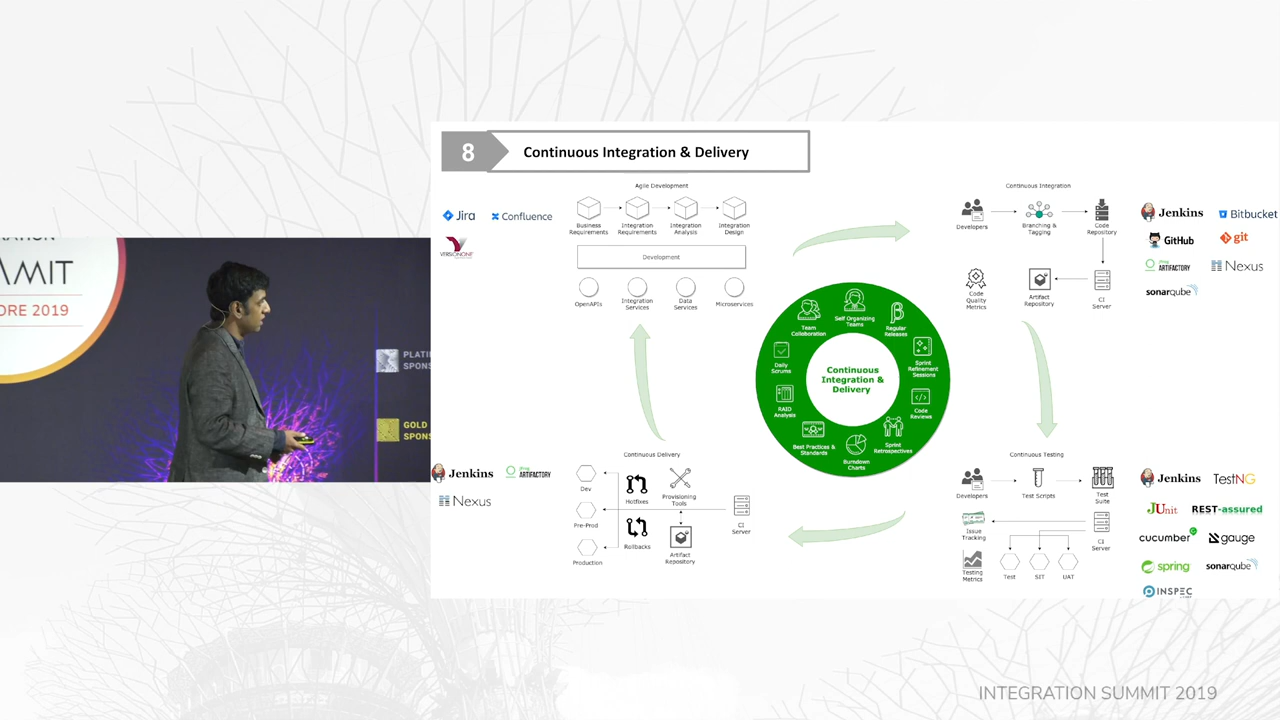 8
Continuous Integration & Delivery
Agile Development
Jira
Confluence
VERSIONONE
Business
Requirements
Integration
Requirements
Integration
Analysis
Integration
Design
Development
OpenAPIs
Integration
Services
Data
Services
Microservices
Continuous Integration
Developers
Branching &
Tagging
Code
Repository
Code
Quality
Metrics
Artifact
Repository
CI
Server
Jenkins
Bitbucket
GitHub
git
ARTIFACTORY
Nexus
sonarqube
Team
Collaboration
Self Organizing
Teams
Regular
Releases
Daily
Scrums
Sprint
Refinement
Sessions
RAID
Analysis
Code
Reviews
Best Practices &
Standards
Burndown
Charts
Sprint
Retrospectives
Continuous
Integration &
Delivery
AMIT
ORE 2019
PLATI
SPONS
GOLD
SPONS
Continuous Delivery
Jenkins
ARTIFACTORY
Nexus
Dev
Pre-Prod
Production
Hotfixes
Rollbacks
Provisioning
Tools
Artifact
Repository
CI
Server
Continuous Testing
Developers
Test Scripts
Test
Suite
Issue
Tracking
CI
Server
Testing
Metrics
Test
SIT
UAT
Jenkins
TestNG
JUnit
REST-assured
cucumber
gauge
spring
sonarqube
INSPEC
INTEGRATION SUMMIT 2019